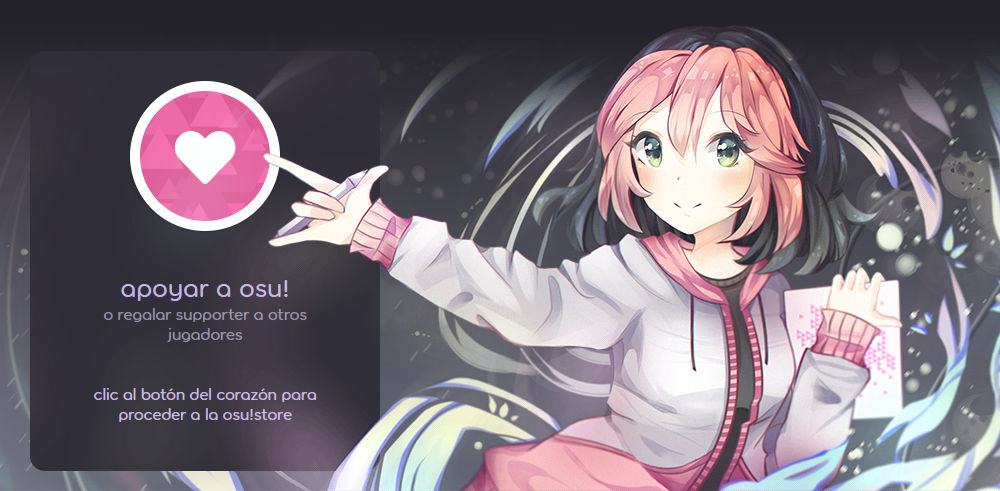 apoyar a osu!
o regalar supporter a otros
jugadores
clic al botón del corazón para
proceder a la osu!store